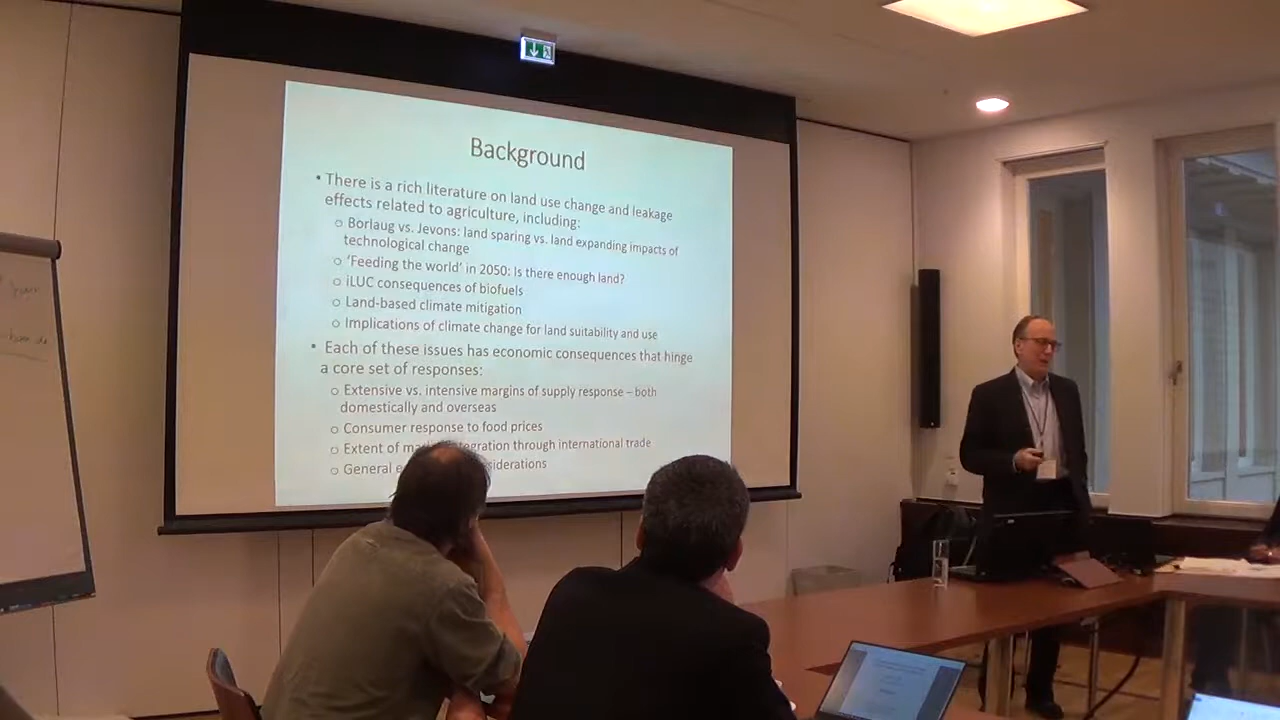 Background
• There is a rich literature on land use change and leakage
effects related to agriculture, including:
o Borlaug vs. Jevons: land sparing vs. land expanding impacts of
technological change
o 'Feeding the world' in 2050: Is there enough land?
o iLUC consequences of biofuels
o Land-based climate mitigation
o Implications of climate change for land suitability and use
• Each of these issues has economic consequences that hinge
a core set of responses:
o Extensive vs. intensive margins of supply response – both
domestically and overseas
o Consumer response to food prices
o Extent of through international trade
o General